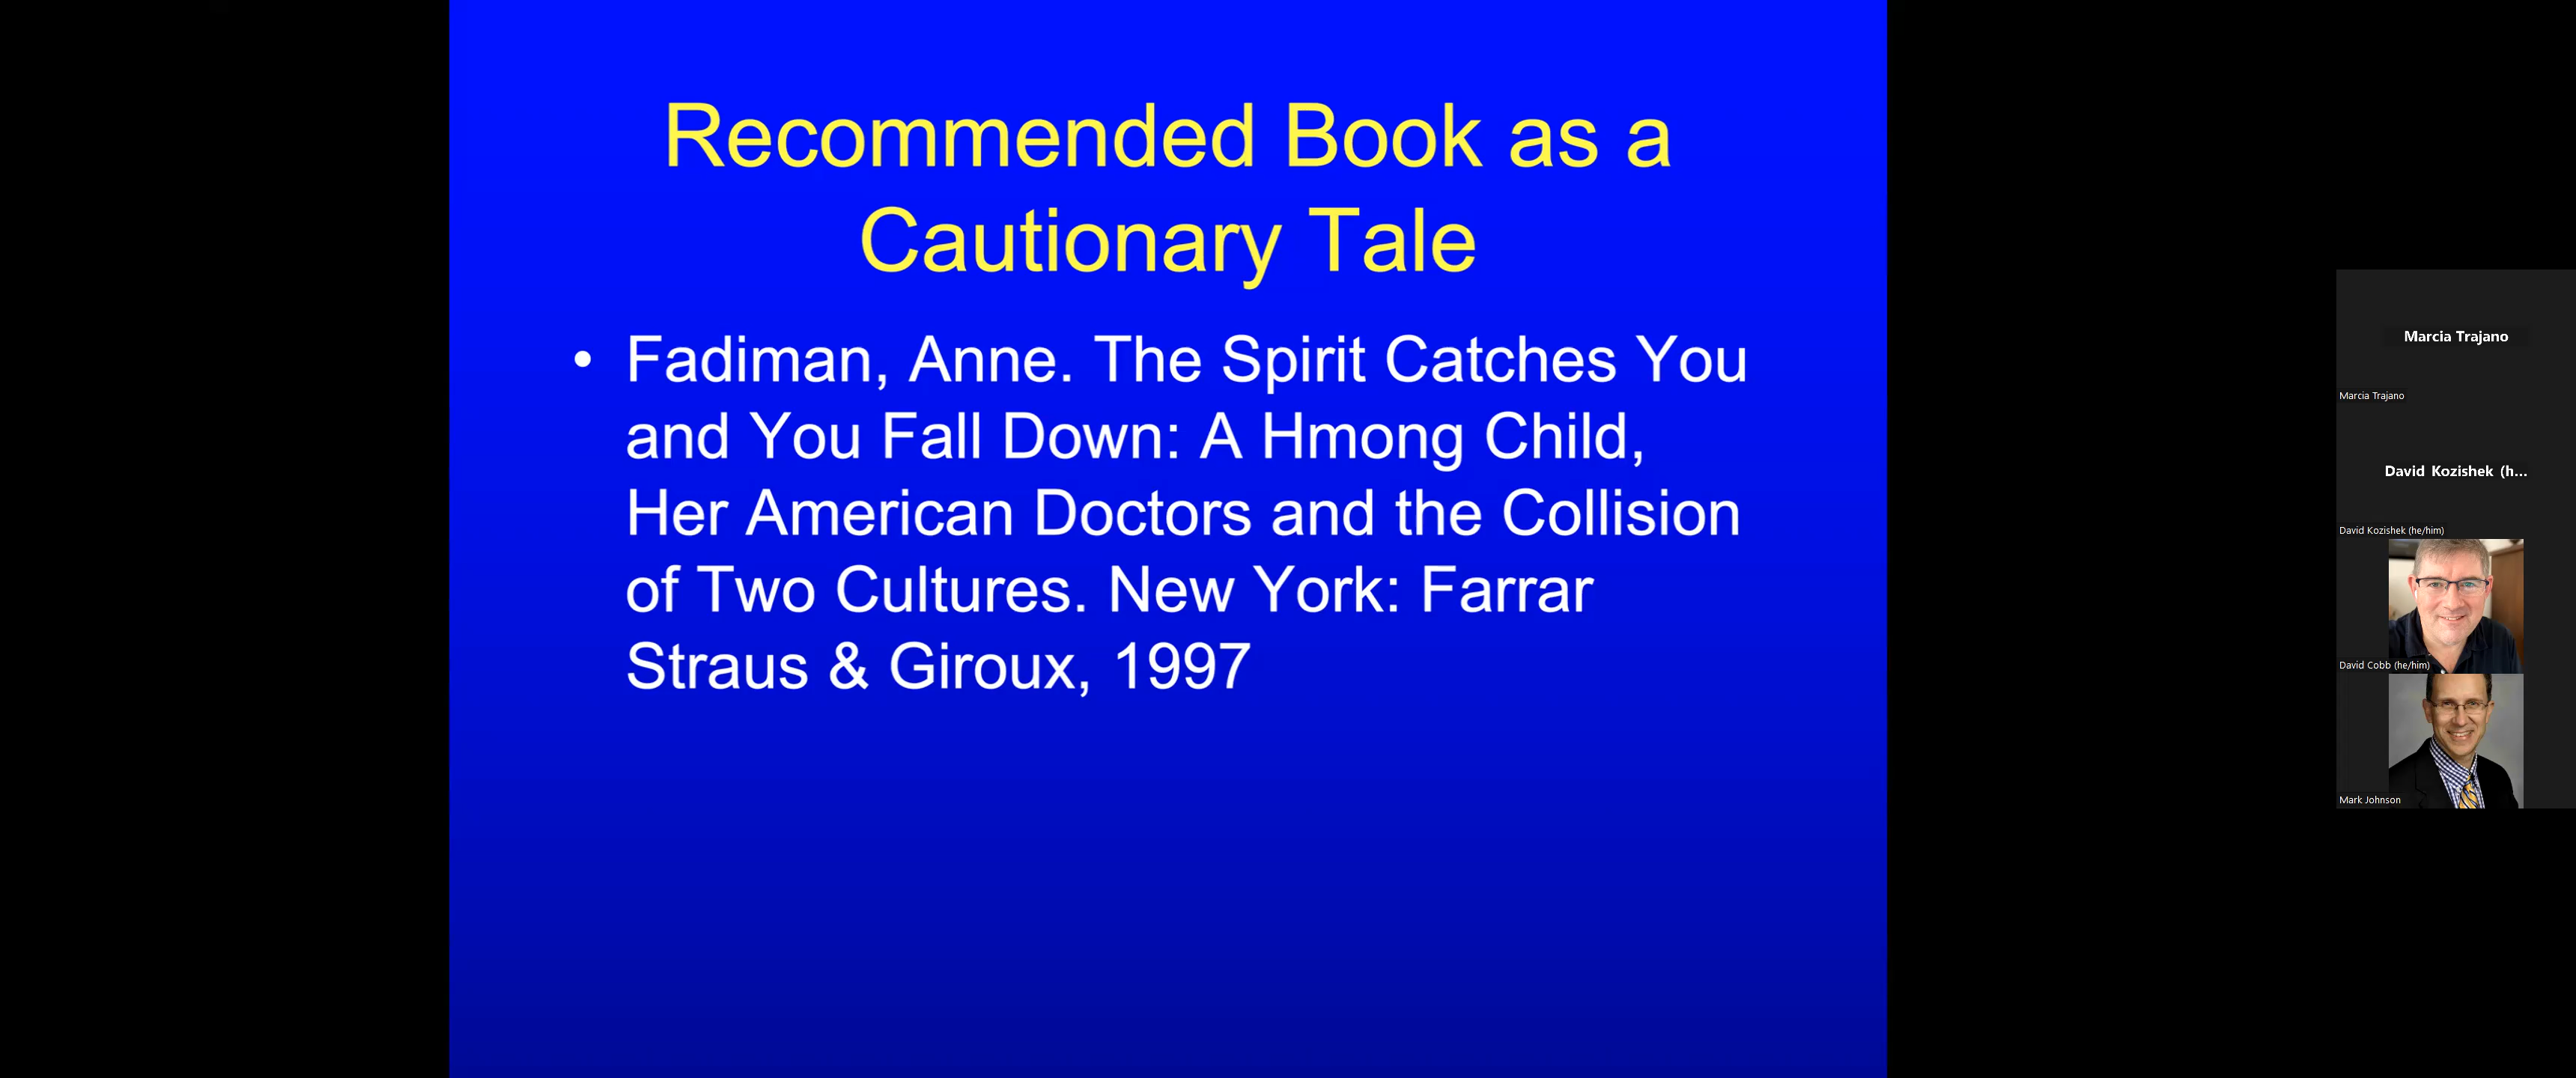 Recommended Book as a
Cautionary Tale
• Fadiman, Anne. The Spirit Catches You
and You Fall Down: A Hmong Child,
Her American Doctors and the Collision
of Two Cultures. New York: Farrar
Straus & Giroux, 1997
Marcia Trajano
Marcia Trajano
David Kozishek (h...
David Kozishek (he/him)
David Cobb (he/him)
Mark Johnson